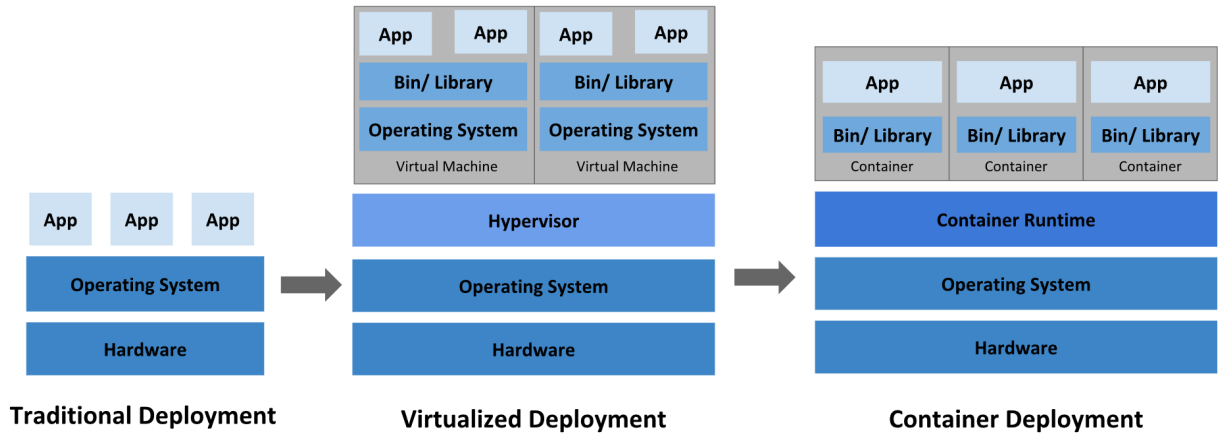 App
App
App
Operating System
Hardware
Traditional Deployment
App
App
Bin/ Library
Operating System
Virtual Machine
App
App
Bin/ Library
Operating System
Virtual Machine
Hypervisor
Operating System
Hardware
Virtualized Deployment
App
Bin/ Library
Container
App
Bin/ Library
Container
App
Bin/ Library
Container
Container Runtime
Operating System
Hardware
Container Deployment